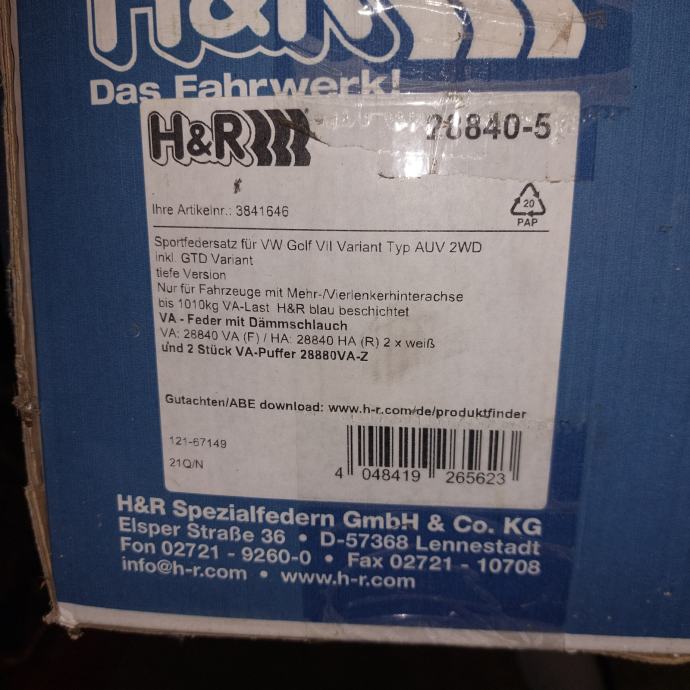 H&R
Das Fahrwerk!
H&R
28840-5
Ihre Artikelnr.: 3841646
20
PAP
Sportfedersatz für VW Golf VII Variant Typ AUV 2WD
inkl. GTD Variant
tiefe Version
Nur für Fahrzeuge mit Mehr-/Vierlenkerhinterachse
bis 1010kg VA-Last H&R blau beschichtet
VA - Feder mit Dämmschlauch
VA: 28840 VA (F) / HA: 28840 HA (R) 2 x weiß
und 2 Stück VA-Puffer 28880VA-Z
Gutachten/ABE download: www.h-r.com/de/produktfinder
121-67149
21Q/N
4 048419 265623
H&R Spezialfedern GmbH & Co. KG
Elsper Straße 36 • D-57368 Lennestadt
Fon 02721 - 9260-0 • Fax 02721 - 10708
info@h-r.com • www.h-r.com